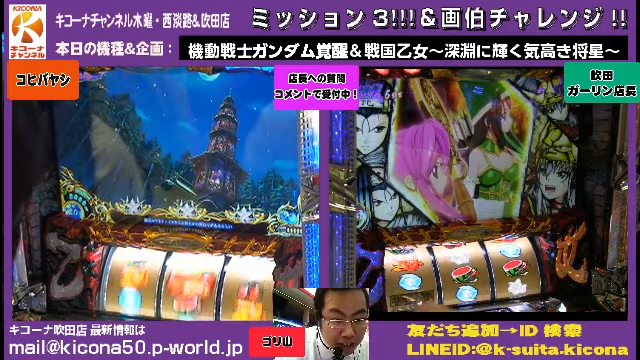 KICONA
キコーナ
チャンネル
キコーナチャンネル水曜・西淡路&吹田店
ミッション3!!!&画伯チャレンジ!!
本日の機種&企画:
機動戦士ガンダム覚醒&戦国乙女～深淵に輝く気高き将星～
コヒバヤシ
店長への質問
コメントで受付中!
吹田
ガーリン店長
キコーナ吹田店 最新情報は
mail@kicona50.p-world.jp
ゴリ山
友だち追加→ID 検索
LINEID:@k-suita.kicona